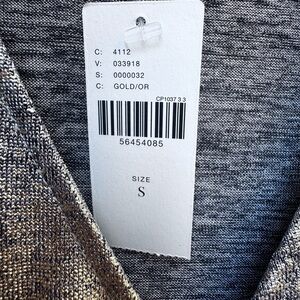 C: 4112
V: 033918
S: 0000032
C: GOLD/OR
CP1037 3 3
56454085
SIZE
S